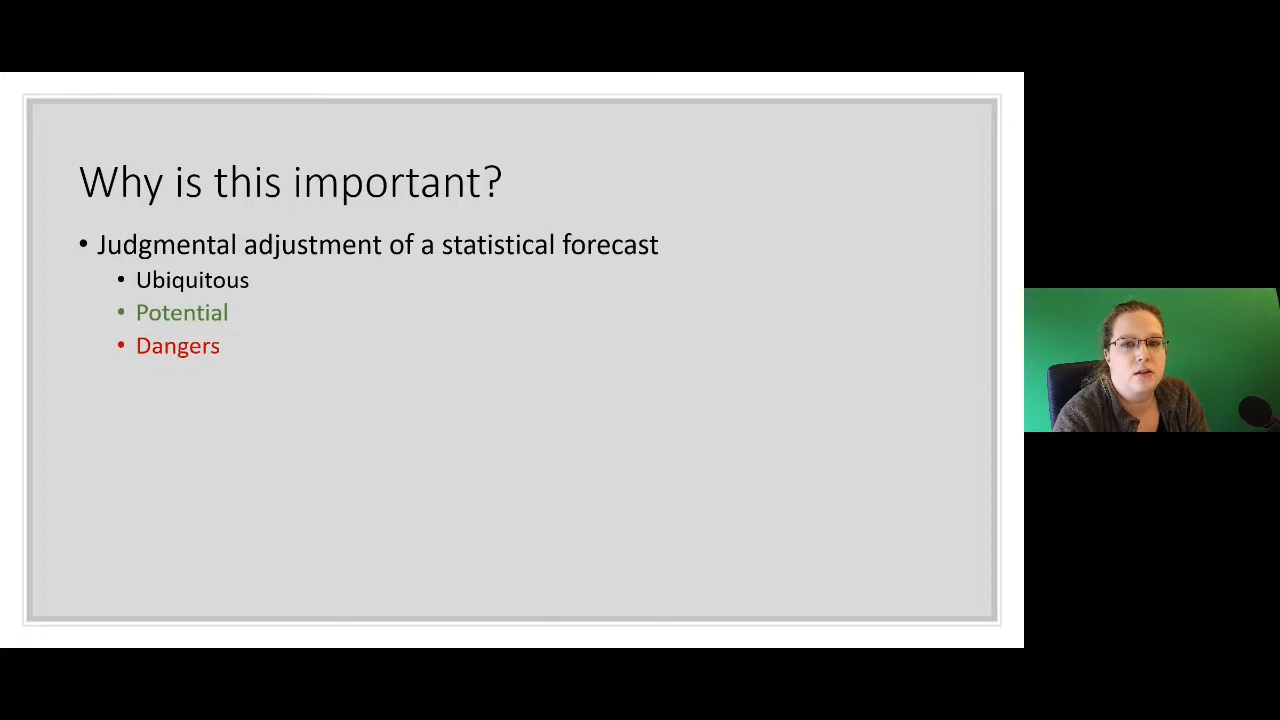 Why is this important?
• Judgmental adjustment of a statistical forecast
• Ubiquitous
• Potential
• Dangers